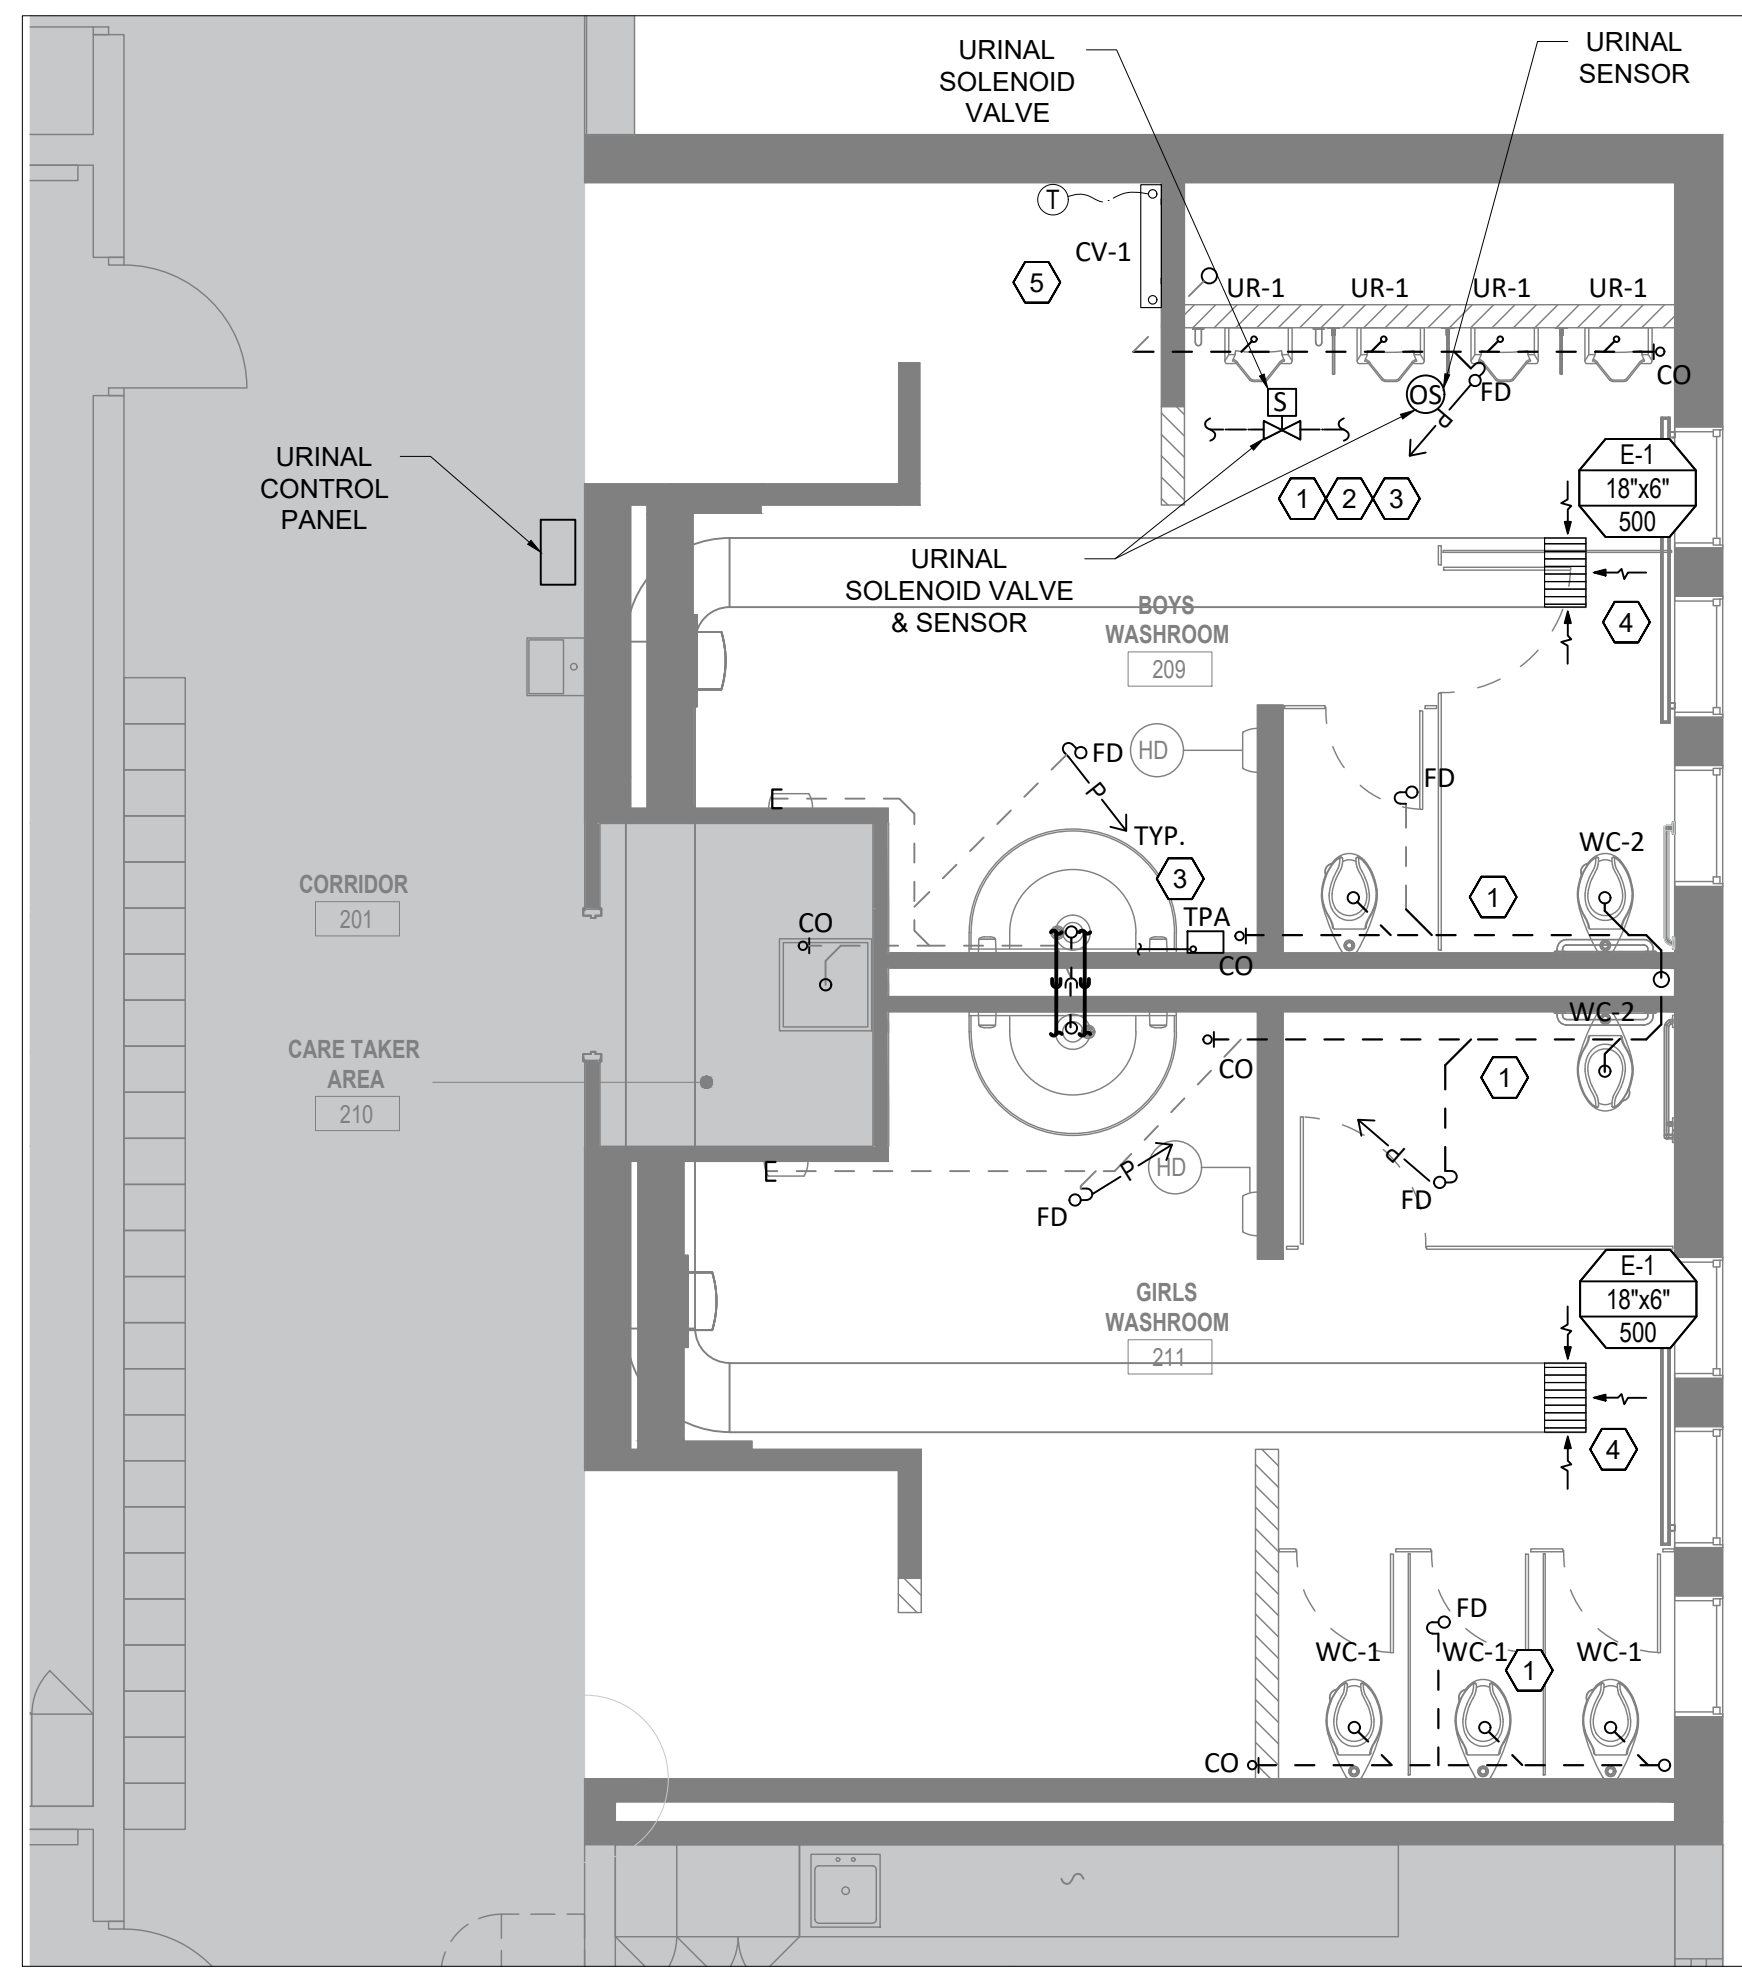 URINAL
SOLENOID
VALVE
URINAL
SENSOR
T
CV-1
5
UR-1 UR-1 UR-1 UR-1
CO
FD
OS
S
P
URINAL
CONTROL
PANEL
E-1
18"x6"
500
1 2 3
URINAL
SOLENOID VALVE
& SENSOR
4
BOYS
WASHROOM
209
FD
HD
P
TYP.
E
FD
WC-2
3
1
TPA
CO
CO
CORRIDOR
201
CARE TAKER
AREA
210
WC-2
CO
1
E
P
HD
FD
P
FD
E-1
18"x6"
500
GIRLS
WASHROOM
211
4
FD
WC-1 WC-1 WC-1
1
CO